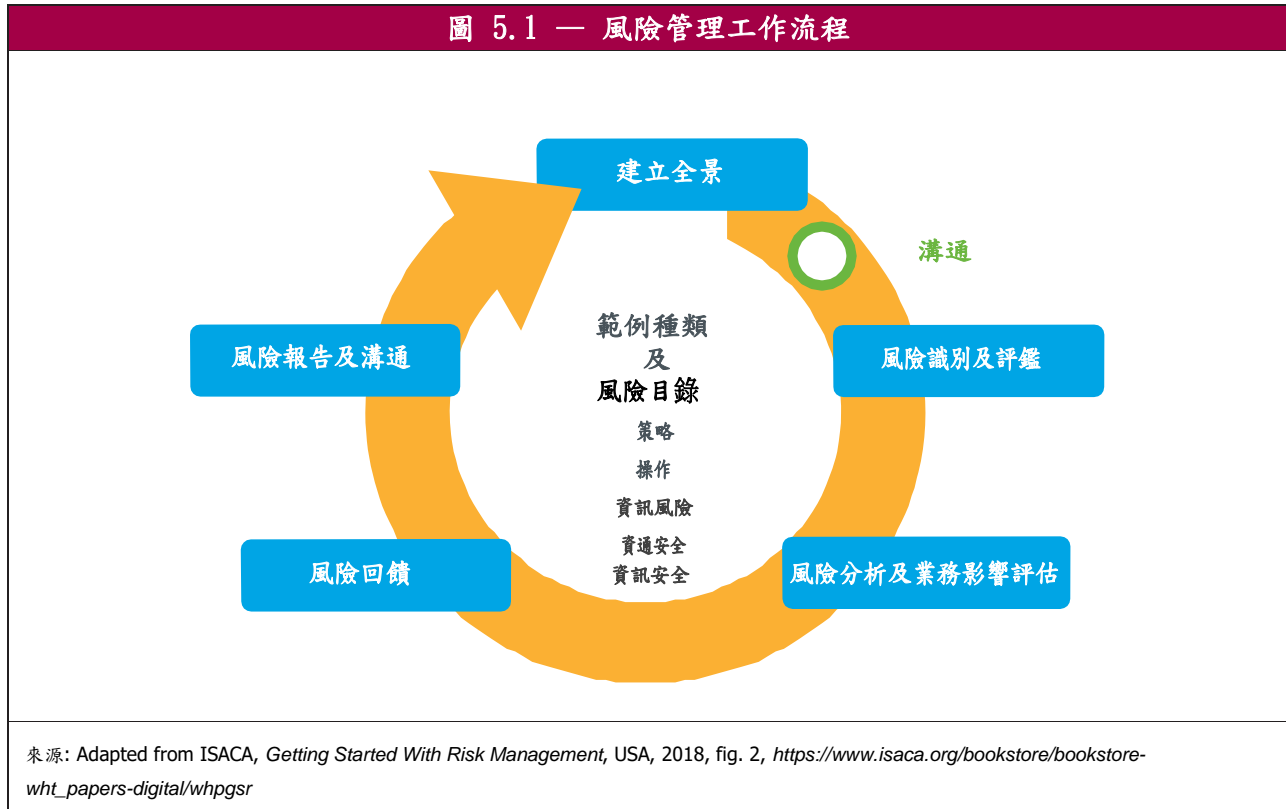 圖 5.1 — 風險管理工作流程
建立全景
溝通
風險報告及溝通
範例種類
及
風險目錄
風險識別及評鑑
策略
操作
資訊風險
資通安全
資訊安全
風險回饋
風險分析及業務影響評估
來源: Adapted from ISACA, Getting Started With Risk Management, USA, 2018, fig. 2, https://www.isaca.org/bookstore/bookstore-
wht_papers-digital/whpgsr